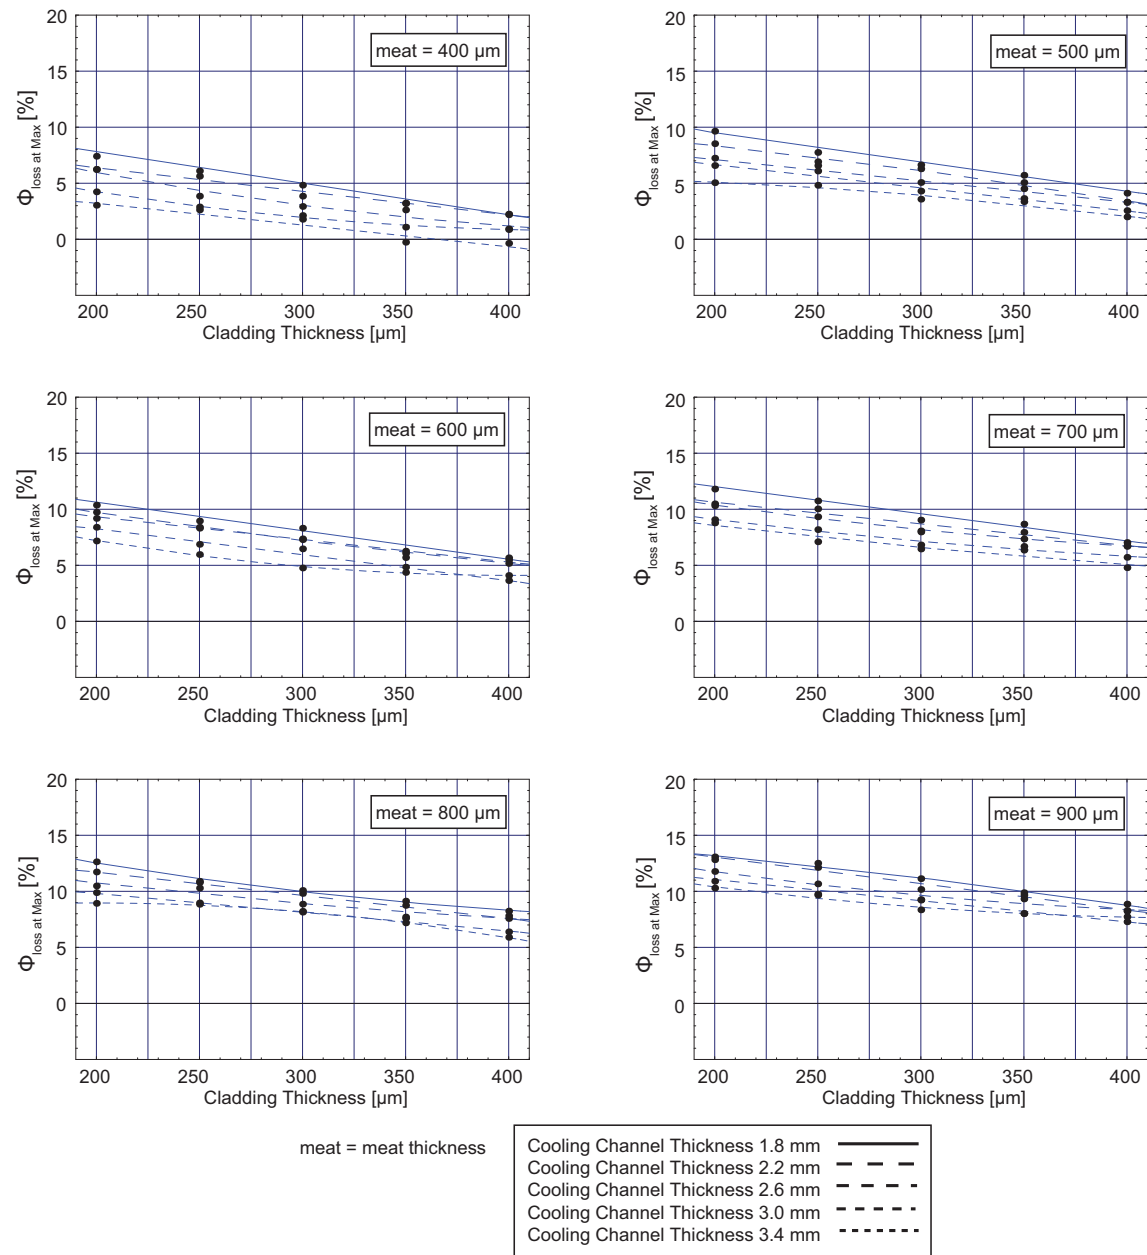 20
15
10
5
0
Φloss at Max [%]
meat = 400 µm
200 250 300 350 400
Cladding Thickness [µm]
20
15
10
5
0
Φloss at Max [%]
meat = 500 µm
200 250 300 350 400
Cladding Thickness [µm]
20
15
10
5
0
Φloss at Max [%]
meat = 600 µm
200 250 300 350 400
Cladding Thickness [µm]
20
15
10
5
0
Φloss at Max [%]
meat = 700 µm
200 250 300 350 400
Cladding Thickness [µm]
20
15
10
5
0
Φloss at Max [%]
meat = 800 µm
200 250 300 350 400
Cladding Thickness [µm]
20
15
10
5
0
Φloss at Max [%]
meat = 900 µm
200 250 300 350 400
Cladding Thickness [µm]
meat = meat thickness
Cooling Channel Thickness 1.8 mm
Cooling Channel Thickness 2.2 mm
Cooling Channel Thickness 2.6 mm
Cooling Channel Thickness 3.0 mm
Cooling Channel Thickness 3.4 mm